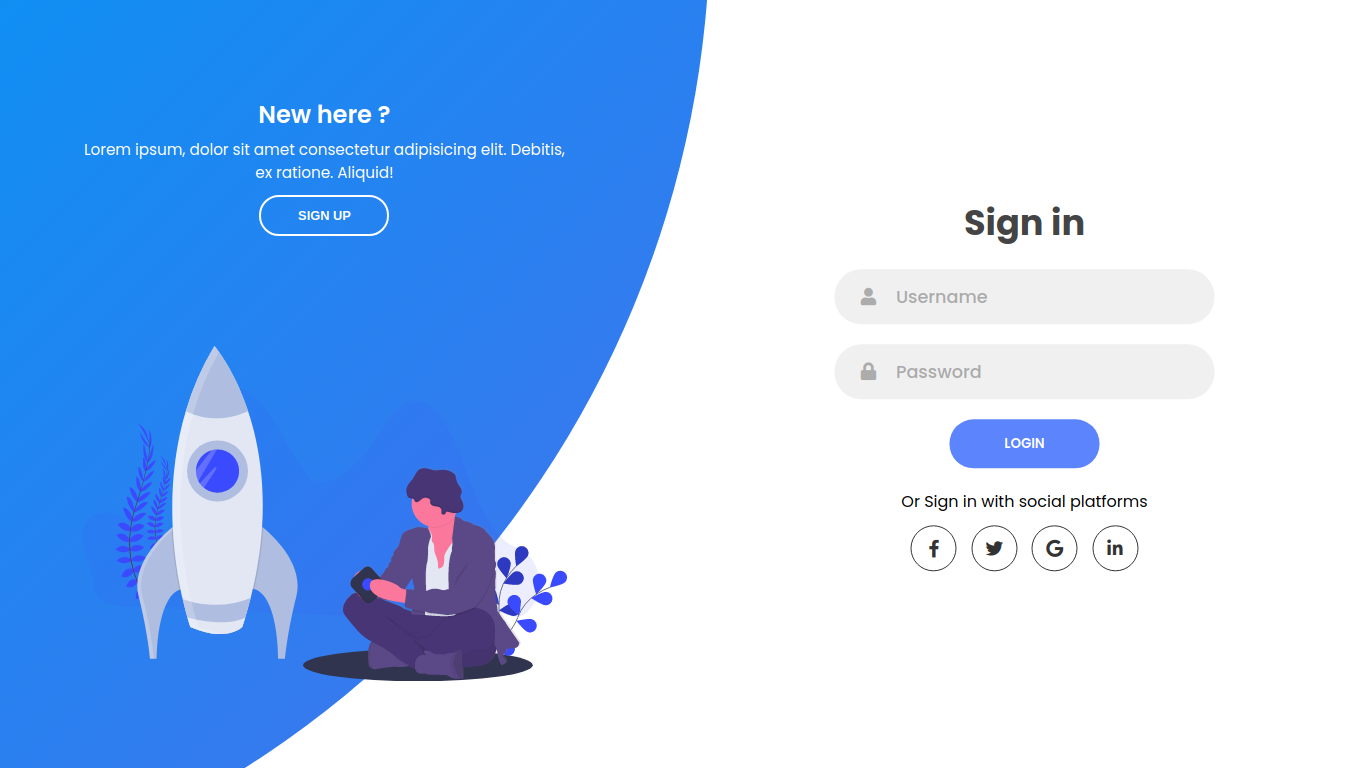 New here ?
Lorem ipsum, dolor sit amet consectetur adipisicing elit. Debitis,
ex ratione. Aliquid!
SIGN UP
Sign in
Username
Password
LOGIN
Or Sign in with social platforms